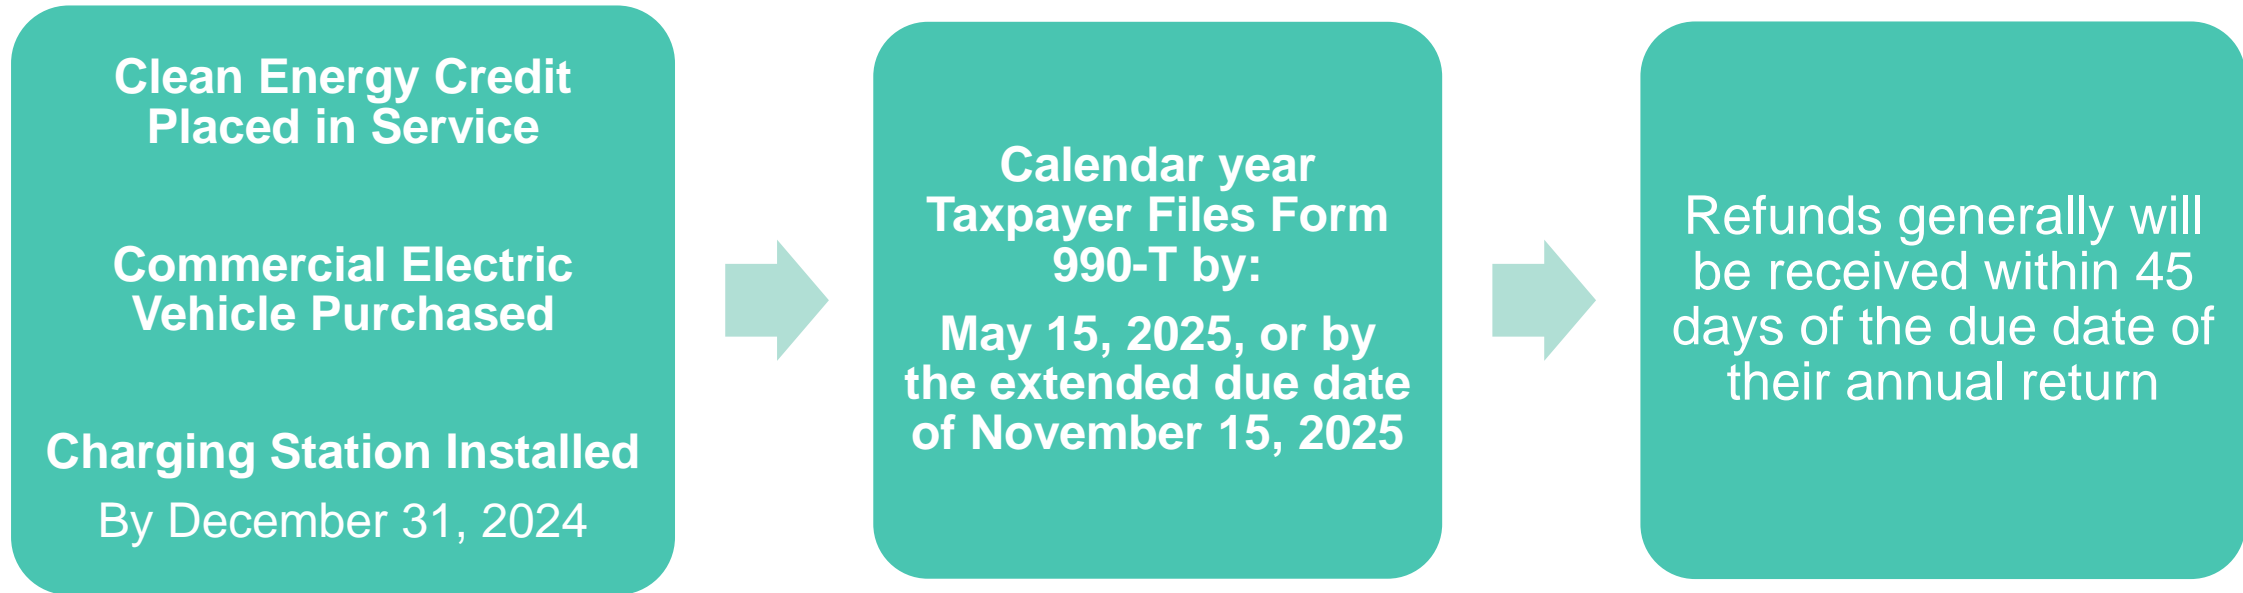 Clean Energy Credit
Placed in Service
Commercial Electric
Vehicle Purchased
Charging Station Installed
By December 31, 2024
Calendar year
Taxpayer Files Form
990-T by:
May 15, 2025, or by
the extended due date
of November 15, 2025
Refunds generally will
be received within 45
days of the due date of
their annual return